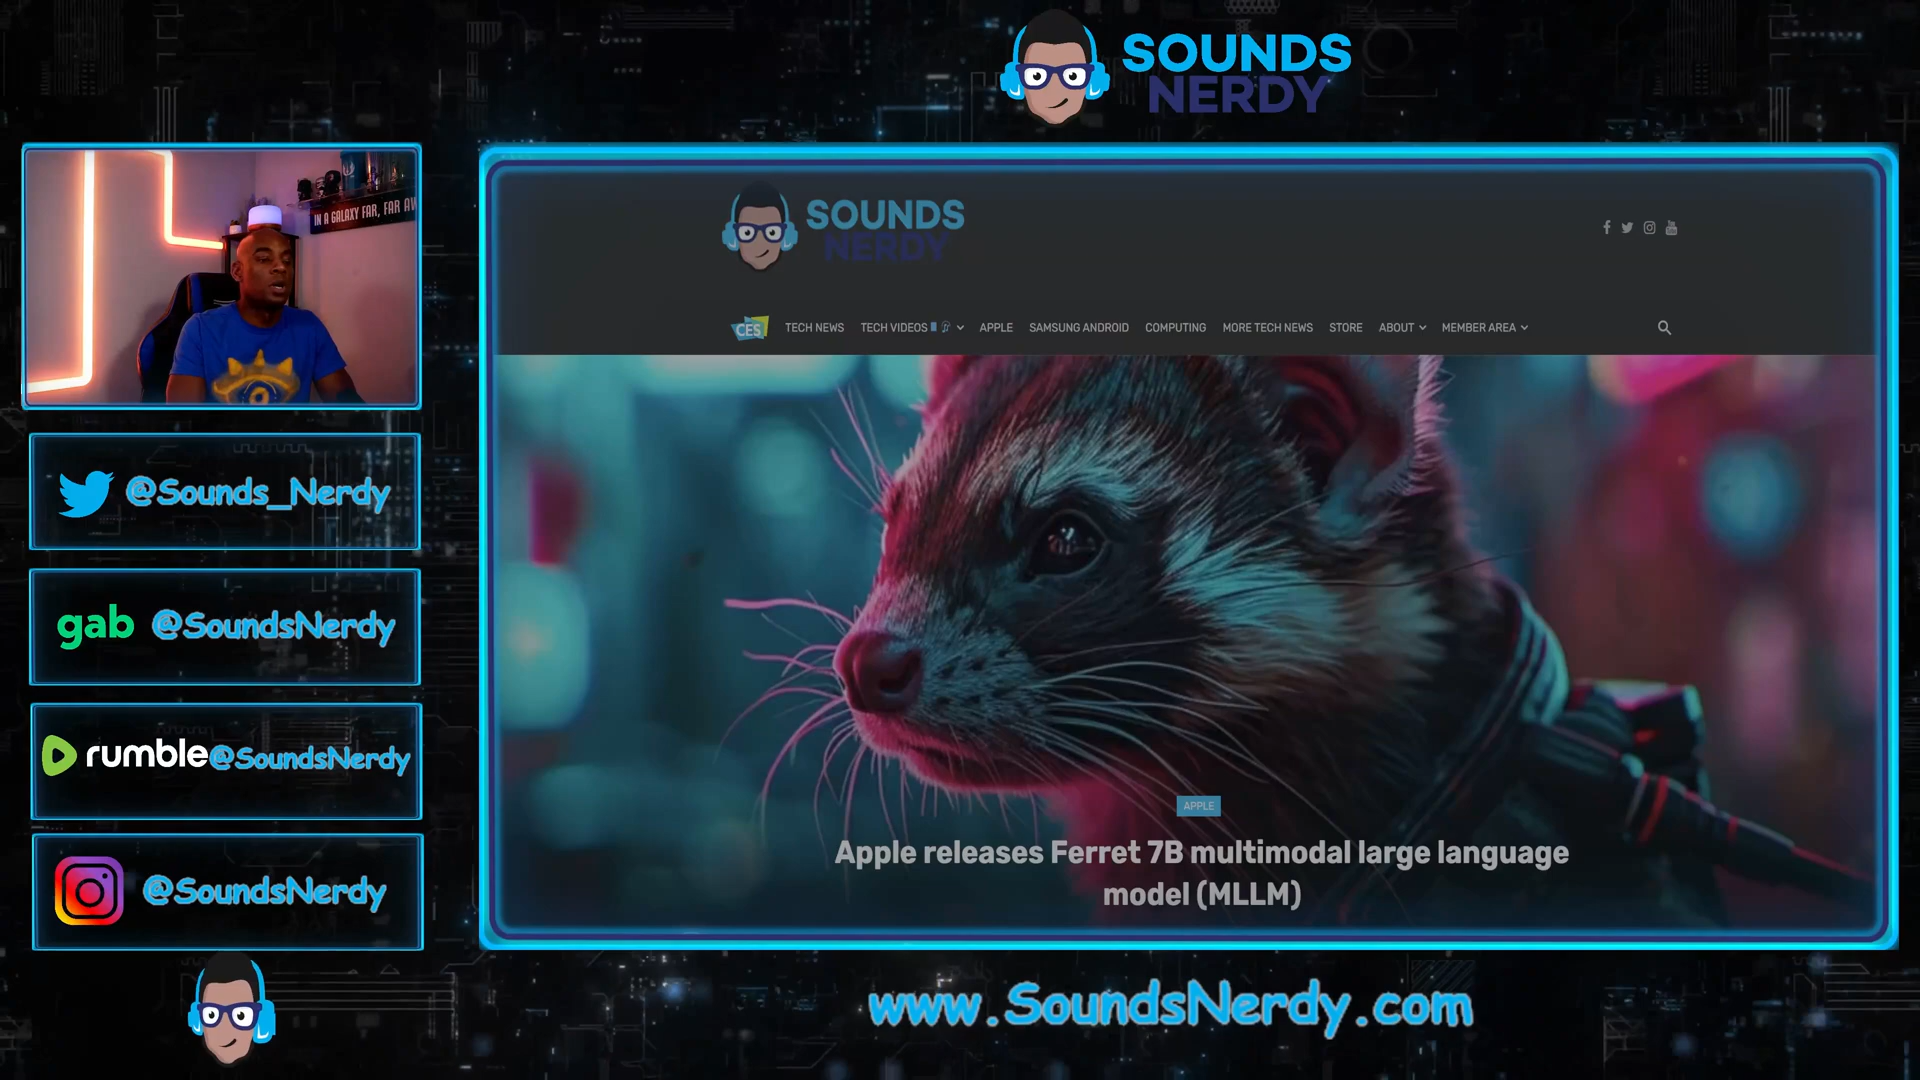 SOUNDS
NERDY
IN A GALAXY FAR, FAR AW
@Sounds_Nerdy
gab @SoundsNerdy
rumble@SoundsNerdy
@SoundsNerdy
SOUNDS
NERDY
CES TECH NEWS TECH VIDEOS APPLE SAMSUNG ANDROID COMPUTING MORE TECH NEWS STORE ABOUT MEMBER AREA
APPLE
Apple releases Ferret 7B multimodal large language
model (MLLM)
www.SoundsNerdy.com